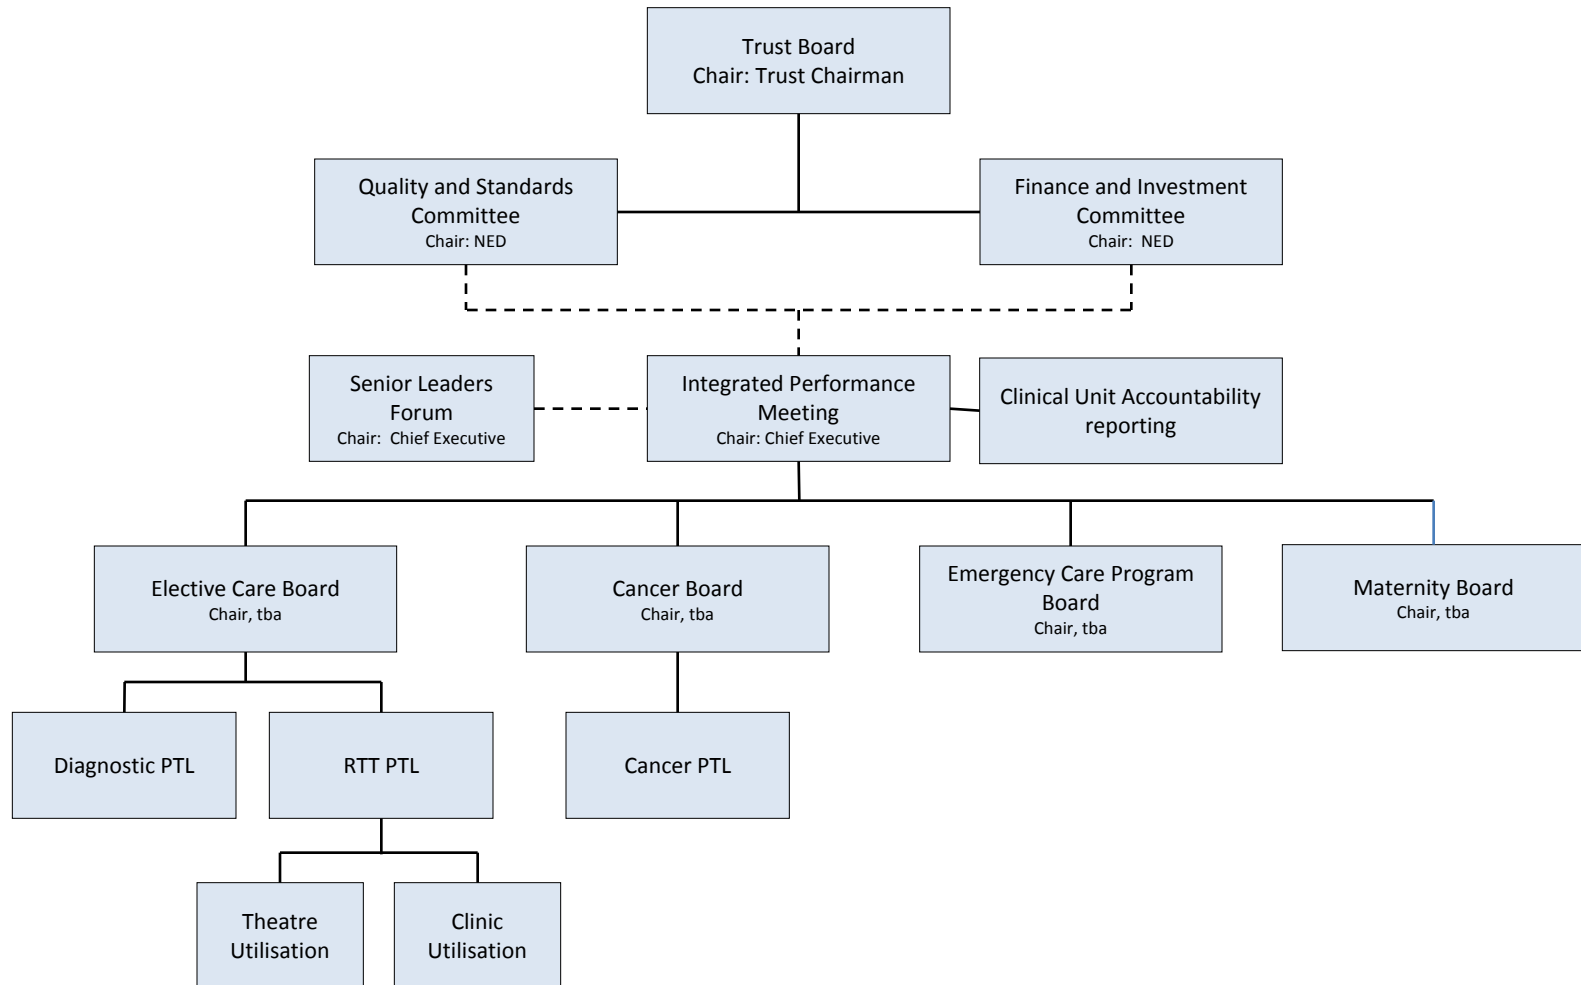 Trust Board
Chair: Trust Chairman
Quality and Standards
Committee
Chair: NED
Finance and Investment
Committee
Chair:  NED
Senior Leaders
Forum
Chair:  Chief Executive
Integrated Performance
Meeting
Chair: Chief Executive
Clinical Unit Accountability
reporting
Elective Care Board
Chair, tba
Cancer Board
Chair, tba
Emergency Care Program
Board
Chair, tba
Maternity Board
Chair, tba
Diagnostic PTL
RTT PTL
Cancer PTL
Theatre
Utilisation
Clinic
Utilisation